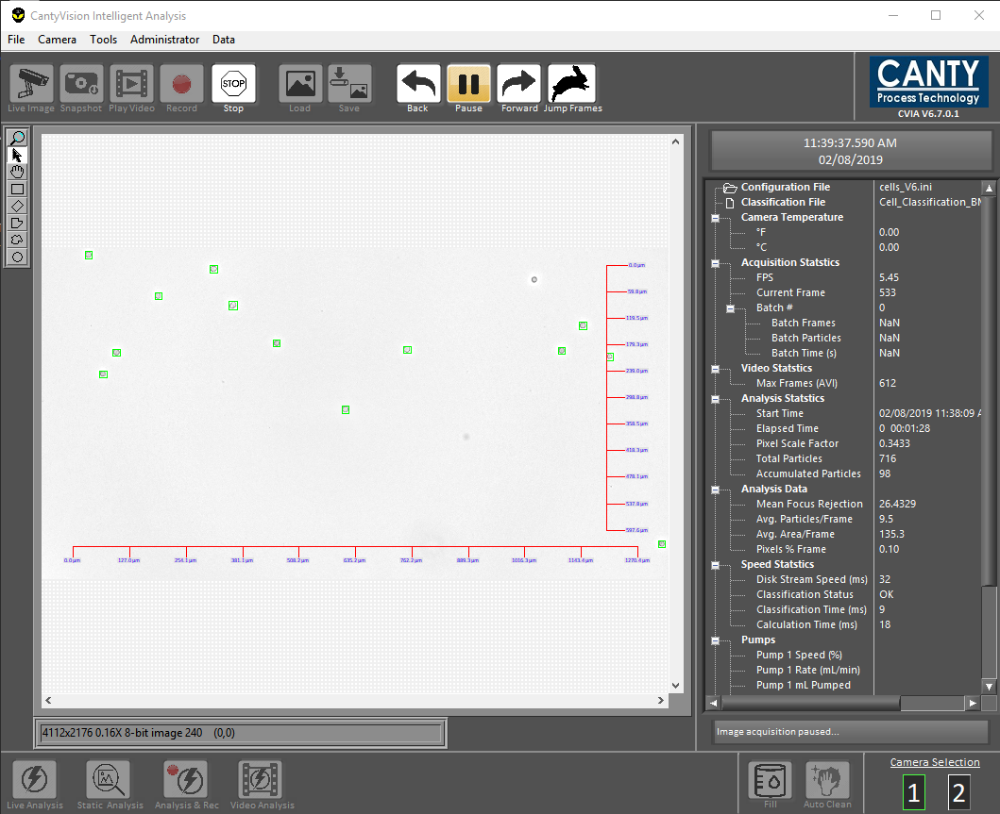 CantyVision Intelligent Analysis
File Camera Tools Administrator Data
Live Image Snapshot Play Video Record Stop Load Save Back Pause Forward Jump Frames
STOP
CANTY
Process Technology
CVIA V6.7.0.1
11:39:37.590 AM
02/08/2019
Configuration File cells_V6.ini
Classification File Cell_Classification_BM
Camera Temperature
°F 0.00
°C 0.00
Acquisition Statstics
FPS 5.45
Current Frame 533
Batch # 0
Batch Frames NaN
Batch Particles NaN
Batch Time (s) NaN
Video Statstics
Max Frames (AVI) 612
Analysis Statstics
Start Time 02/08/2019 11:38:09 A
Elapsed Time 0 00:01:28
Pixel Scale Factor 0.3433
Total Particles 716
Accumulated Particles 98
Analysis Data
Mean Focus Rejection 26.4329
Avg. Particles/Frame 9.5
Avg. Area/Frame 135.3
Pixels % Frame 0.10
Speed Statstics
Disk Stream Speed (ms) 32
Classification Status OK
Classification Time (ms) 9
Calculation Time (ms) 18
Pumps
Pump 1 Speed (%)
Pump 1 Rate (mL/min)
Pump 1 mL Pumped
0.0µm
59.8µm
119.5µm
179.3µm
239.0µm
298.8µm
358.5µm
418.3µm
478.1µm
537.8µm
597.6µm
0.0µm 127.0µm 254.1µm 381.1µm 508.2µm 635.2µm 762.2µm 889.3µm 1016.3µm 1143.4µm 1270.4µm
4112x2176 0.16X 8-bit image 240 (0,0)
Image acquisition paused...
Live Analysis Static Analysis Analysis & Rec Video Analysis Fill Auto Clean
Camera Selection
1 2